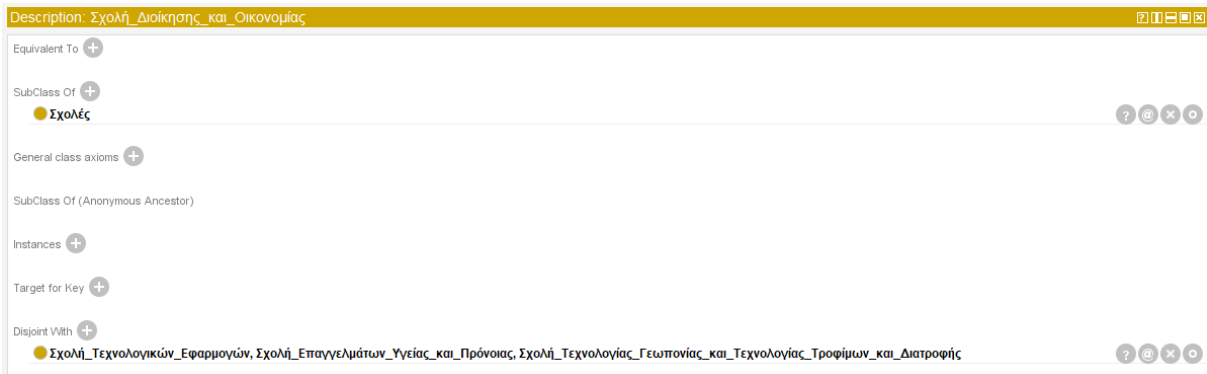 Description: Σχολή_Διοίκησης_και_Οικονομίας
Equivalent To
SubClass Of
Σχολές
General class axioms
SubClass Of (Anonymous Ancestor)
Instances
Target for Key
Disjoint With
Σχολή_Τεχνολογικών_Εφαρμογών, Σχολή_Επαγγελμάτων_Υγείας_και_Πρόνοιας, Σχολή_Τεχνολογίας_Γεωπονίας_και_Τεχνολογίας_Τροφίμων_και_Διατροφής